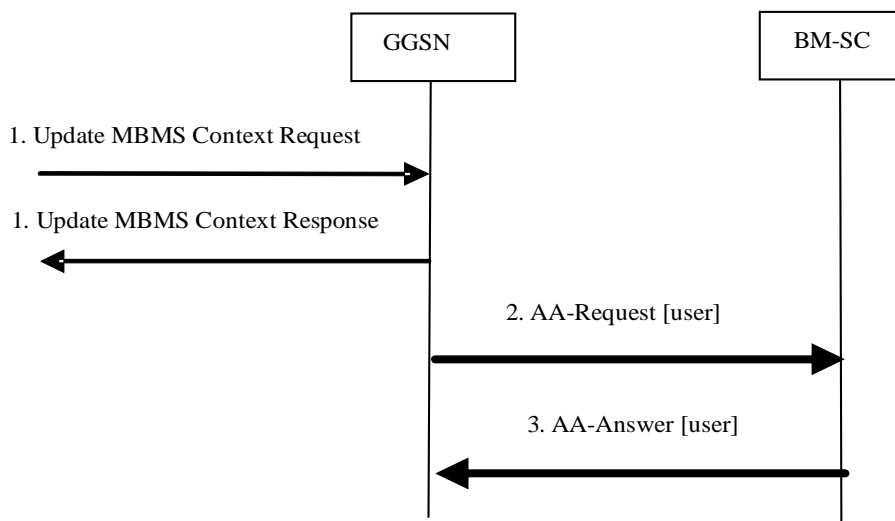 GGSN
BM-SC
1. Update MBMS Context Request
1. Update MBMS Context Response
2. AA-Request [user]
3. AA-Answer [user]